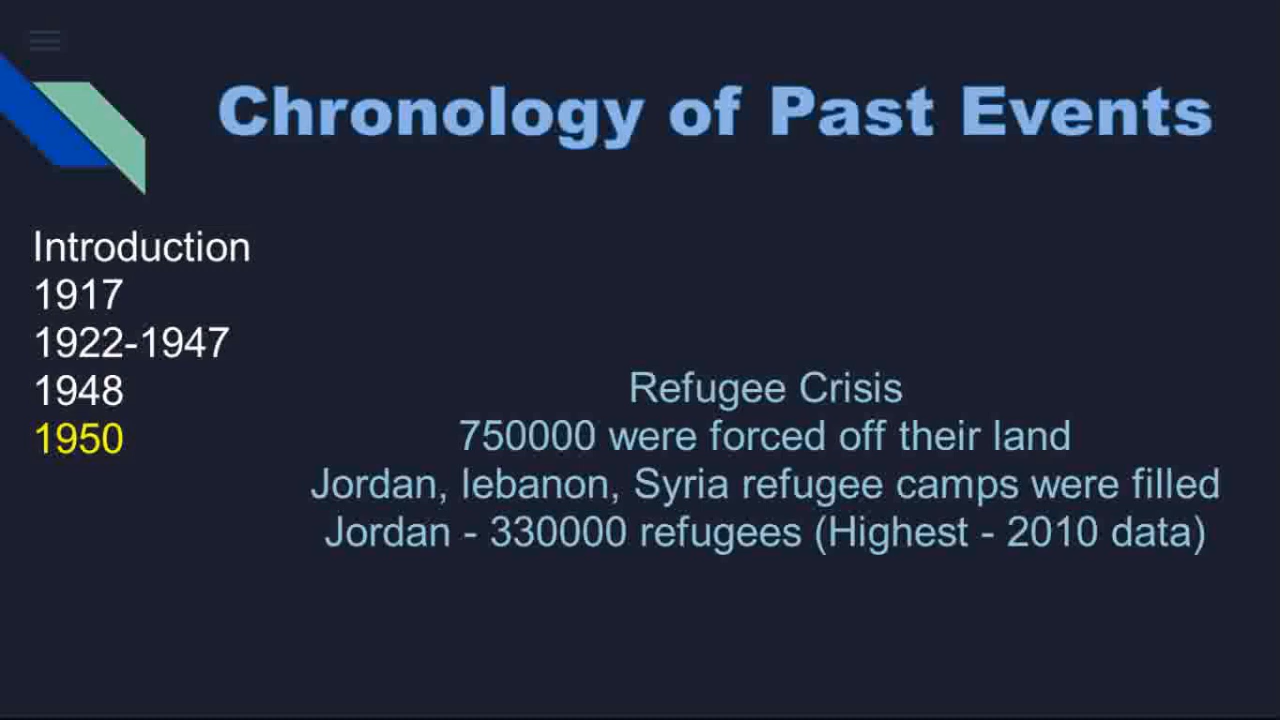 Chronology of Past Events
Introduction
1917
1922-1947
1948
1950
Refugee Crisis
750000 were forced off their land
Jordan, lebanon, Syria refugee camps were filled
Jordan - 330000 refugees (Highest - 2010 data)